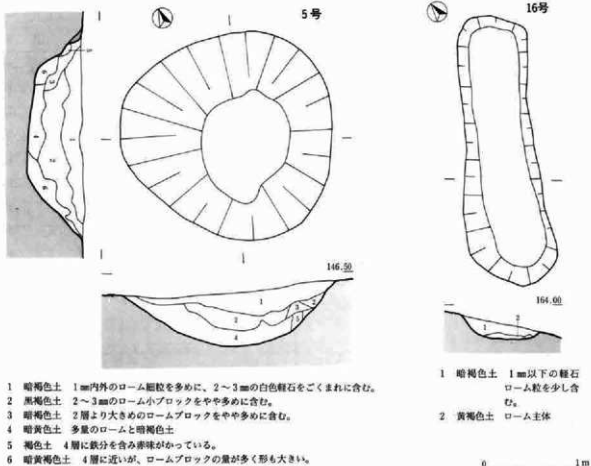 5号
16号
146.50
164.00
1 暗褐色土 1㎜内外のローム細粒を多めに、2～3㎜の白色軽石をごくまれに含む。
2 黒褐色土 2～3㎜のローム小ブロックをやや多めに含む。
3 暗褐色土 2層より大きめのロームブロックをやや多めに含む。
4 暗黄色土 多量のロームと暗褐色土
5 褐色土 4層に鉄分を含み赤味がかっている。
6 暗黄褐色土 4層に近いが、ロームブロックの量が多く形も大きい。
1 暗褐色土 1㎜以下の軽石
ローム粒を少し含
む。
2 黄褐色土 ローム主体
0 1m